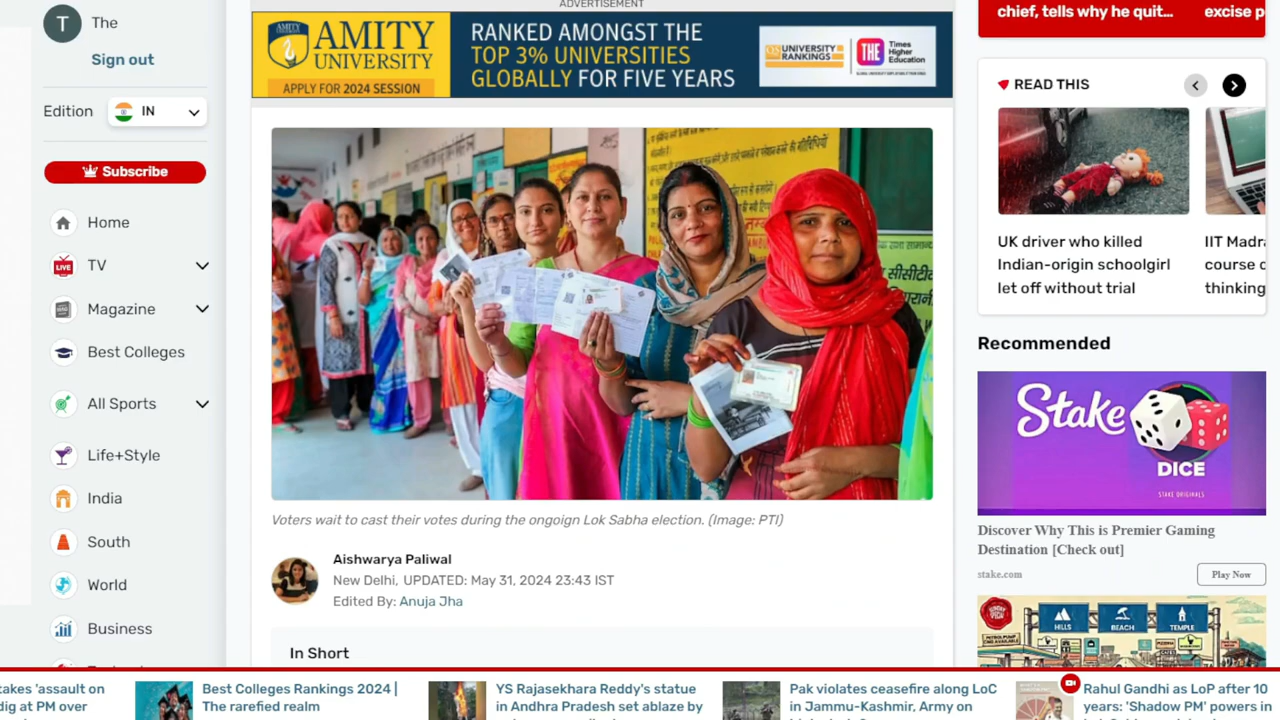 T
The
Sign out
Edition
IN
Subscribe
Home
TV
LIVE
Magazine
Best Colleges
All Sports
Life+Style
India
South
World
Business
ADVERTISEMENT
AMITY
UNIVERSITY
APPLY FOR 2024 SESSION
RANKED AMONGST THE
TOP 3% UNIVERSITIES
GLOBALLY FOR FIVE YEARS
UNIVERSITY
RANKINGS
THE
Times
Higher
Education
Voters wait to cast their votes during the ongoign Lok Sabha election. (Image: PTI)
Aishwarya Paliwal
New Delhi, UPDATED: May 31, 2024 23:43 IST
Edited By: Anuja Jha
In Short
chief, tells why he quit...
excise p
READ THIS
UK driver who killed
Indian-origin schoolgirl
let off without trial
IIT Madr
course o
thinking
Recommended
Stake
DICE
STAKE ORIGINALS
Discover Why This is Premier Gaming
Destination [Check out]
stake.com
Play Now
HILLS
BEACH
TEMPLE
takes 'assault on
dig at PM over
Best Colleges Rankings 2024 |
The rarefied realm
YS Rajasekhara Reddy's statue
in Andhra Pradesh set ablaze by
Pak violates ceasefire along LoC
in Jammu-Kashmir, Army on
Rahul Gandhi as LoP after 10
years: 'Shadow PM' powers in